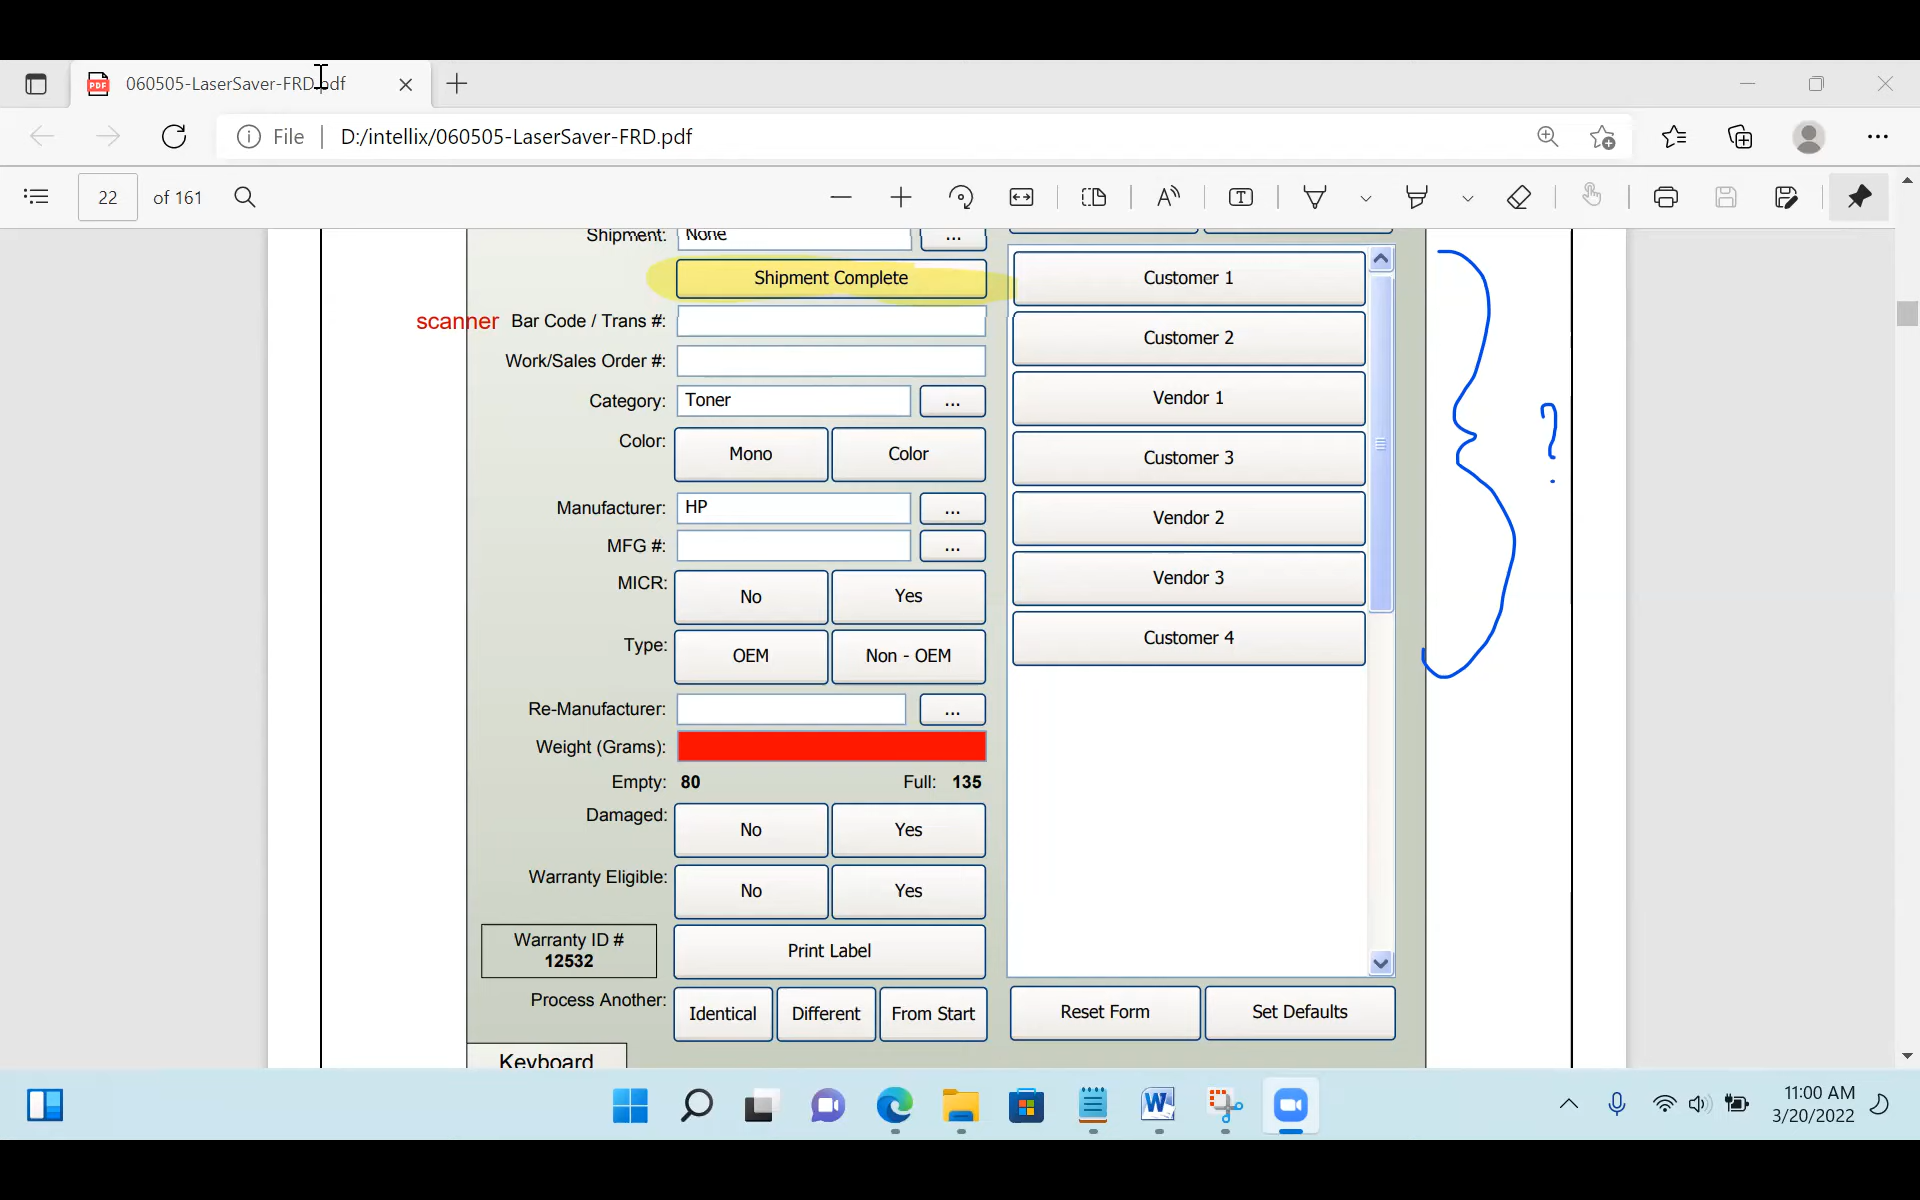 060505-LaserSaver-FRD.pdf
File D:/intellix/060505-LaserSaver-FRD.pdf
22 of 161
Shipment: None ...
Shipment Complete
scanner Bar Code / Trans #:
Work/Sales Order #:
Category: Toner ...
Color: Mono Color
Manufacturer: HP ...
MFG #: ...
MICR: No Yes
Type: OEM Non - OEM
Re-Manufacturer: ...
Weight (Grams):
Empty: 80 Full: 135
Damaged: No Yes
Warranty Eligible: No Yes
Warranty ID #
12532
Print Label
Process Another: Identical Different From Start
Keyboard
Customer 1
Customer 2
Vendor 1
Customer 3
Vendor 2
Vendor 3
Customer 4
Reset Form Set Defaults
?
11:00 AM
3/20/2022